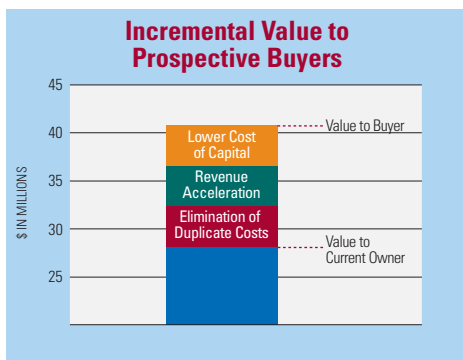 Incremental Value to
Prospective Buyers
45
40
35
30
25
$ IN MILLIONS
Lower Cost
of Capital
Revenue
Acceleration
Elimination of
Duplicate Costs
Value to Buyer
Value to
Current Owner